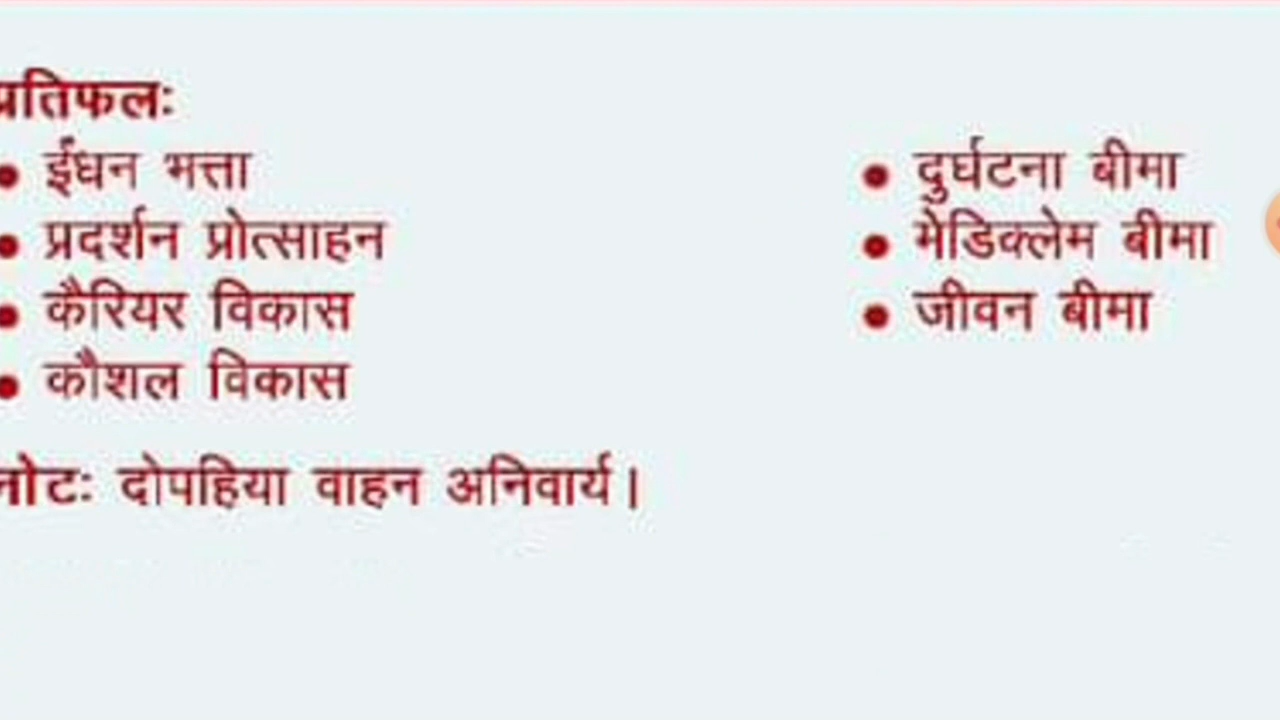 प्रतिफलः
• ईंधन भत्ता
• प्रदर्शन प्रोत्साहन
• कैरियर विकास
• कौशल विकास
• दुर्घटना बीमा
• मेडिक्लेम बीमा
• जीवन बीमा
नोटः दोपहिया वाहन अनिवार्य।